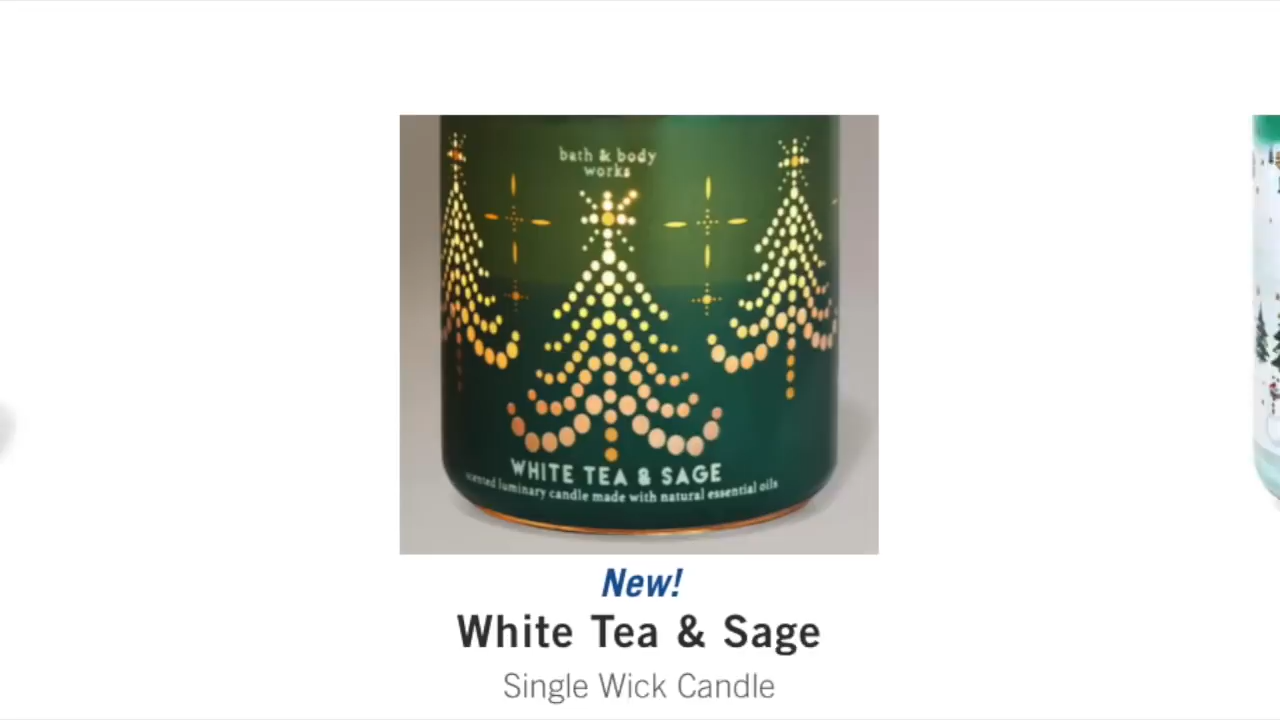 bath & body
works
WHITE TEA & SAGE
scented luminary candle made with natural essential oils
New!
White Tea & Sage
Single Wick Candle